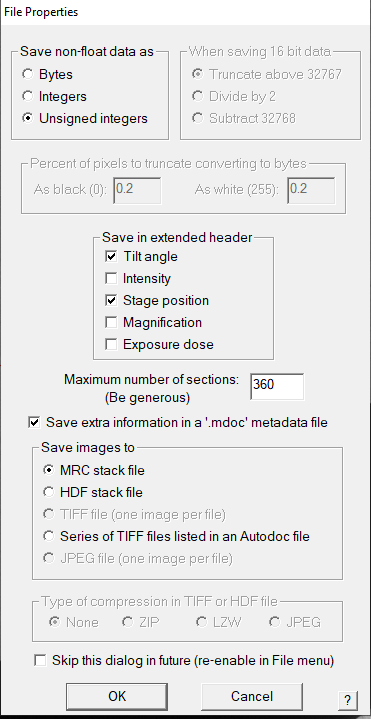 File Properties
Save non-float data as
Bytes
Integers
Unsigned integers
When saving 16 bit data
Truncate above 32767
Divide by 2
Subtract 32768
Percent of pixels to truncate converting to bytes
As black (0): 0.2 As white (255): 0.2
Save in extended header
Tilt angle
Intensity
Stage position
Magnification
Exposure dose
Maximum number of sections: 360
(Be generous)
Save extra information in a '.mdoc' metadata file
Save images to
MRC stack file
HDF stack file
TIFF file (one image per file)
Series of TIFF files listed in an Autodoc file
JPEG file (one image per file)
Type of compression in TIFF or HDF file
None ZIP LZW JPEG
Skip this dialog in future (re-enable in File menu)
OK Cancel ?